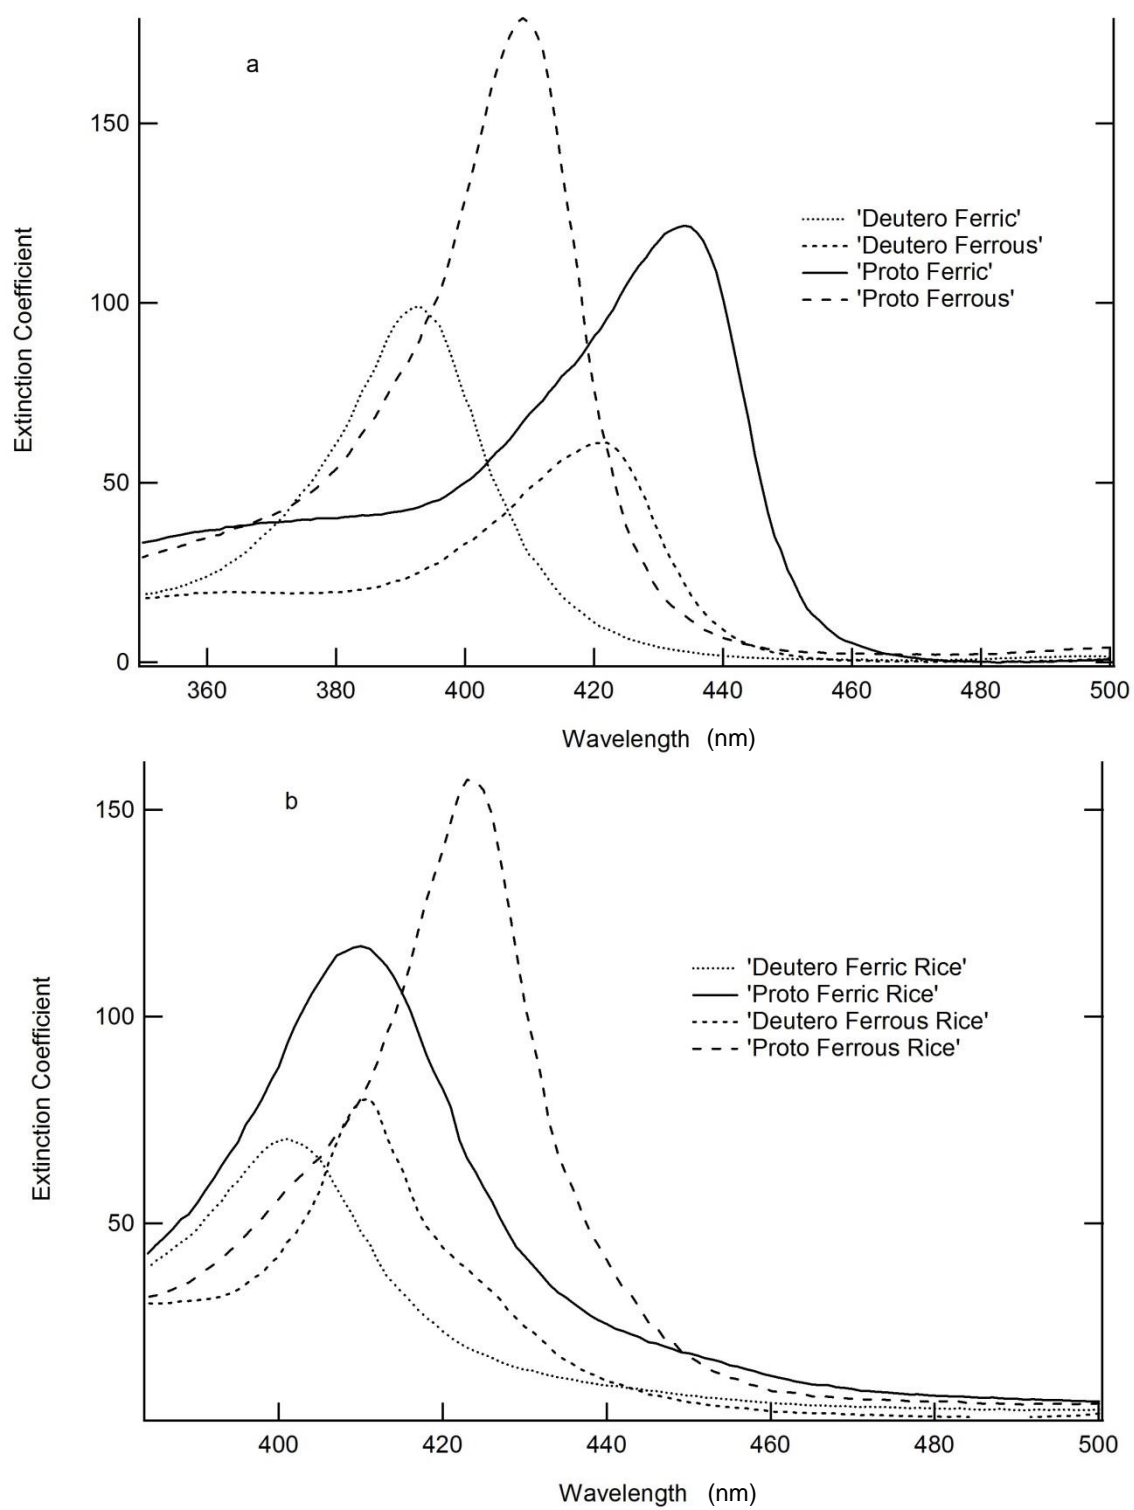 a
150
100
50
0
Extinction Coefficient
'Deutero Ferric'
'Deutero Ferrous'
'Proto Ferric'
'Proto Ferrous'
360 380 400 420 440 460 480 500
Wavelength (nm)
b
150
100
50
Extinction Coefficient
'Deutero Ferric Rice'
'Proto Ferric Rice'
'Deutero Ferrous Rice'
'Proto Ferrous Rice'
400 420 440 460 480 500
Wavelength (nm)